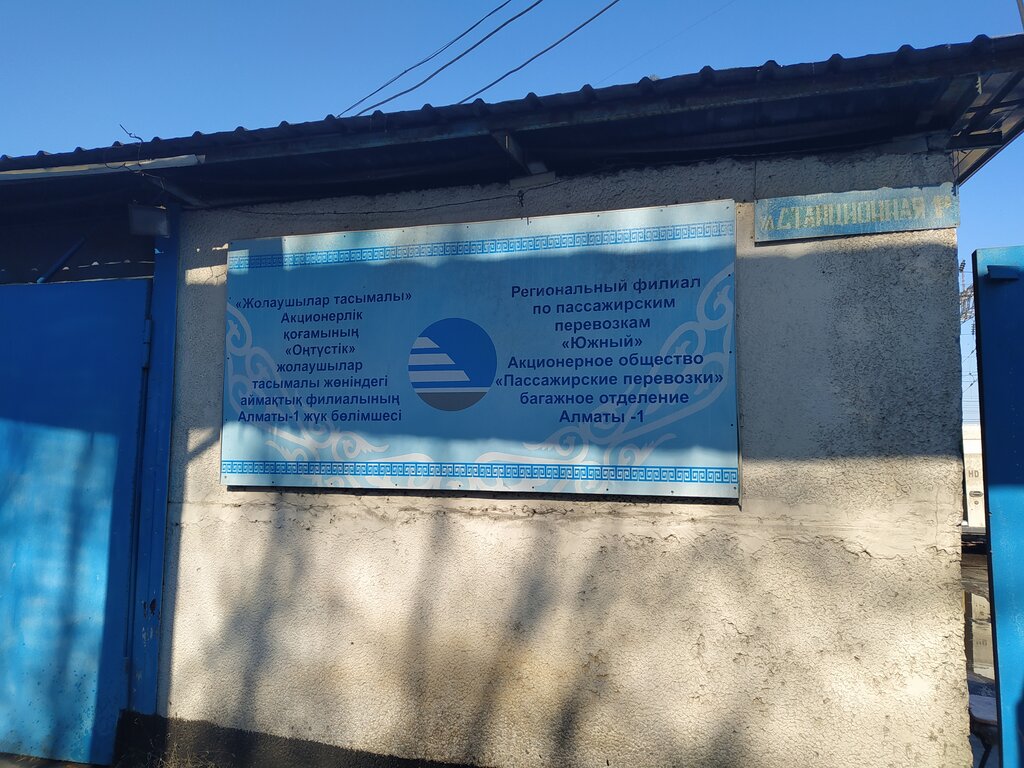 «Жолаушылар тасымалы»
Акционерлік
қоғамының
«Оңтүстік»
жолаушылар
тасымалы жөніндегі
аймақтық филиалының
Алматы-1 жүк бөлімшесі
Региональный филиал
по пассажирским
перевозкам
«Южный»
Акционерное общество
«Пассажирские перевозки»
багажное отделение
Алматы -1
СТАНЦИОННАЯ